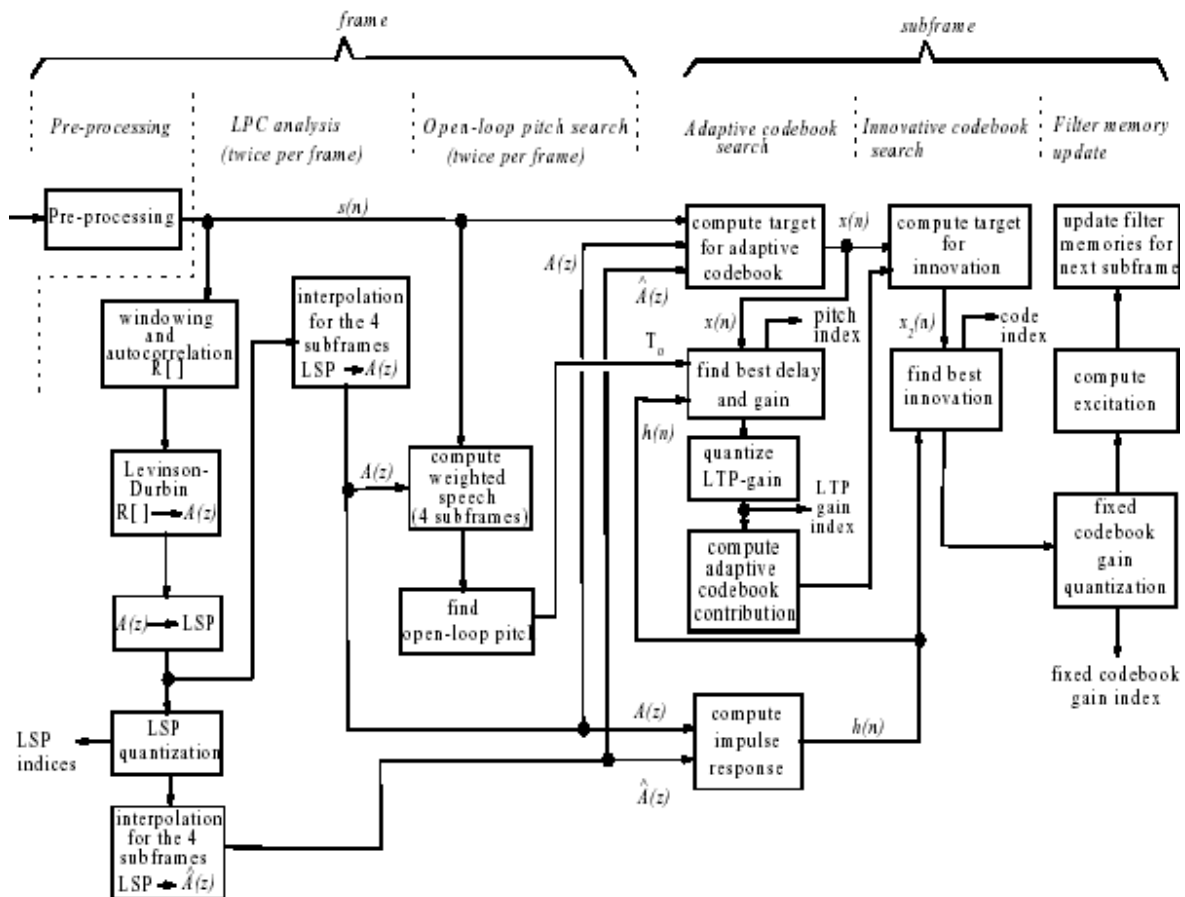 frame
subframe
Pre-processing
LPC analysis
(twice per frame)
Open-loop pitch search
(twice per frame)
Adaptive codebook
search
Innovative codebook
search
Filter memory
update
Pre-processing
s(n)
compute target
for adaptive
codebook
x(n)
compute target
for
innovation
update filter
memories for
next subframe
A(z)
Â(z)
windowing
and
autocorrelation
R[ ]
interpolation
for the 4
subframes
LSP → A(z)
x(n)
pitch
index
x₂(n)
code
index
T₀
find best delay
and gain
find best
innovation
compute
excitation
h(n)
Levinson-
Durbin
R[ ] → A(z)
A(z)
compute
weighted
speech
(4 subframes)
quantize
LTP-gain
LTP
gain
index
fixed
codebook
gain
quantization
compute
adaptive
codebook
contribution
A(z) → LSP
find
open-loop pitcl
fixed codebook
gain index
LSP
indices
LSP
quantization
A(z)
compute
impulse
response
h(n)
Â(z)
interpolation
for the 4
subframes
LSP → Â(z)